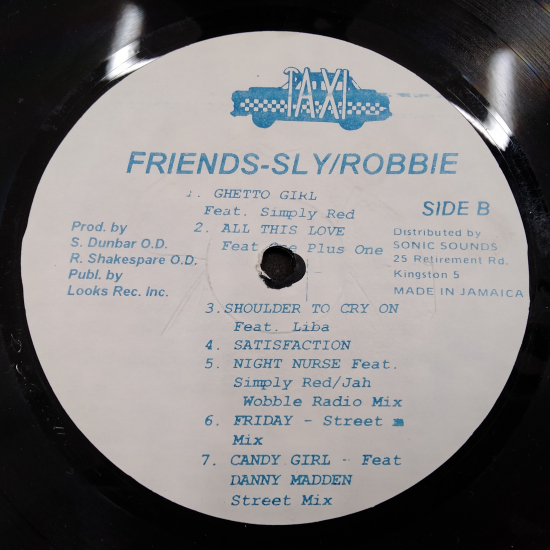 TAXI
FRIENDS-SLY/ROBBIE
SIDE B
1. GHETTO GIRL
Feat. Simply Red
2. ALL THIS LOVE
Feat One Plus One
Prod. by
S. Dunbar O.D.
R. Shakespare O.D.
Publ. by
Looks Rec. Inc.
Distributed by
SONIC SOUNDS
25 Retirement Rd.
Kingston 5
MADE IN JAMAICA
3.SHOULDER TO CRY ON
Feat. Liba
4. SATISFACTION
5. NIGHT NURSE Feat.
Simply Red/Jah
Wobble Radio Mix
6. FRIDAY - Street
Mix
7. CANDY GIRL - Feat
DANNY MADDEN
Street Mix